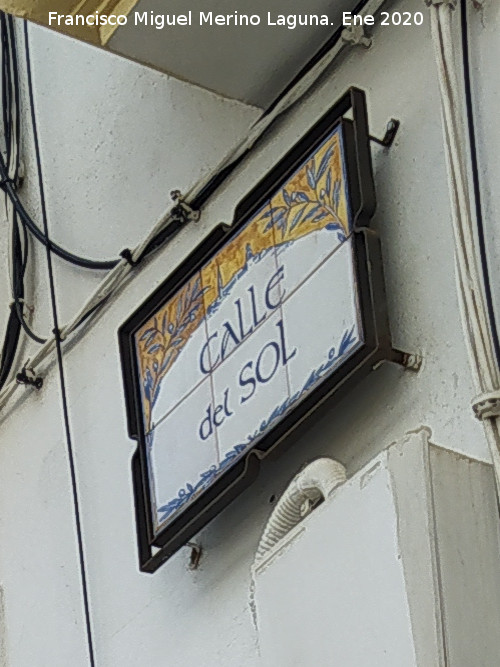 Francisco Miguel Merino Laguna. Ene 2020
CALLE
del SOL